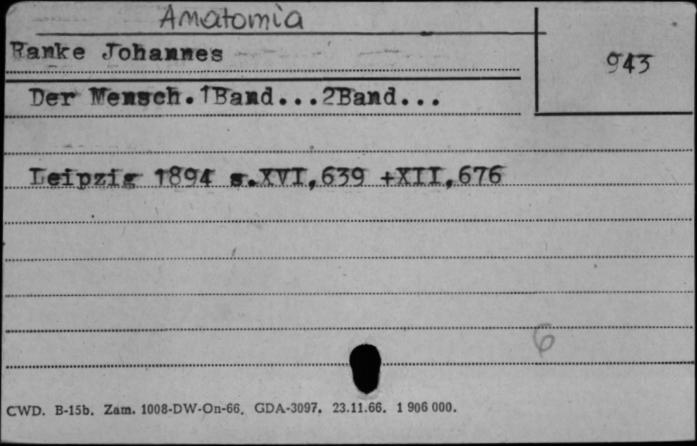 Anatomia
Ranke Johannes
943
Der Mensch.1Band...2Band...
Leipzig 1894 s.XVI,639 +XII,676
6
CWD. B-15b. Zam. 1008-DW-On-66. GDA-3097. 23.11.66. 1 906 000.